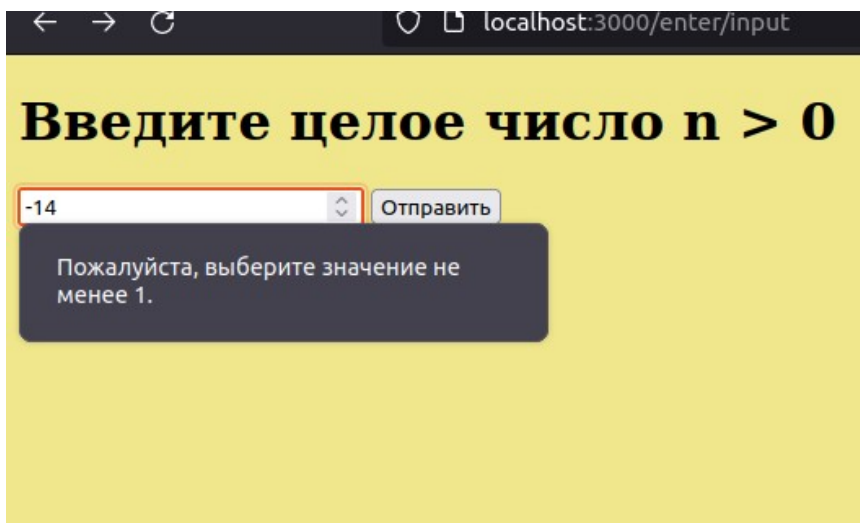 localhost:3000/enter/input
Введите целое число n > 0
-14 Отправить
Пожалуйста, выберите значение не
менее 1.